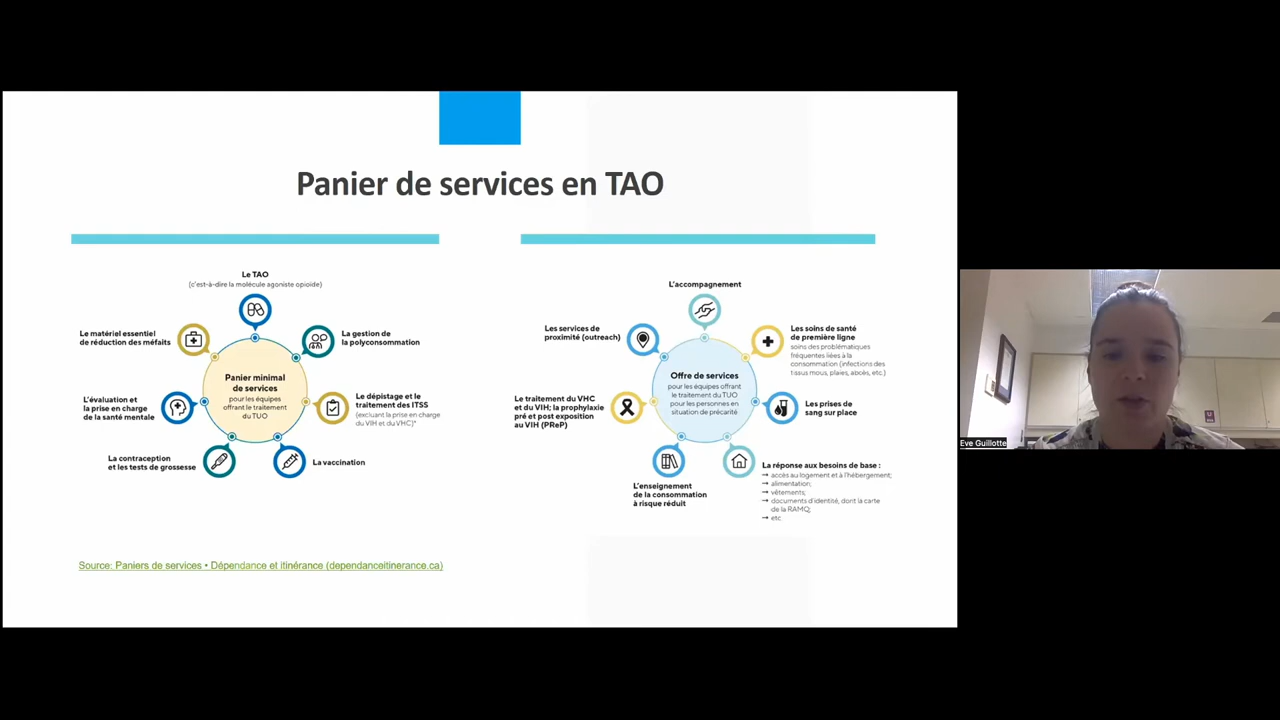 Panier de services en TAO
Le TAO
(c'est-à-dire la molécule agoniste opioïde)
Le matériel essentiel
de réduction des méfaits
La gestion de
la polyconsommation
Panier minimal
de services
pour les équipes
offrant le traitement
du TUO
L'évaluation et
la prise en charge
de la santé mentale
Le dépistage et le
traitement des ITSS
(excluant la prise en charge
du VIH et du VHC)*
La contraception
et les tests de grossesse
La vaccination
L'accompagnement
Les services de
proximité (outreach)
Les soins de santé
de première ligne
soins des problématiques
fréquentes liées à la
consommation (infections des
tissus mous, plaies, abcès, etc.)
Offre de services
pour les équipes offrant
le traitement du TUO
pour les personnes en
situation de précarité
Le traitement du VHC
et du VIH; la prophylaxie
pré et post exposition
au VIH (PReP)
Les prises de
sang sur place
L'enseignement
de la consommation
à risque réduit
La réponse aux besoins de base :
→ accès au logement et à l'hébergement;
→ alimentation;
→ vêtements;
→ documents d'identité, dont la carte
de la RAMQ;
→ etc
Source: Paniers de services • Dépendance et itinérance (dependanceitinerance.ca)
Eve Guillotte